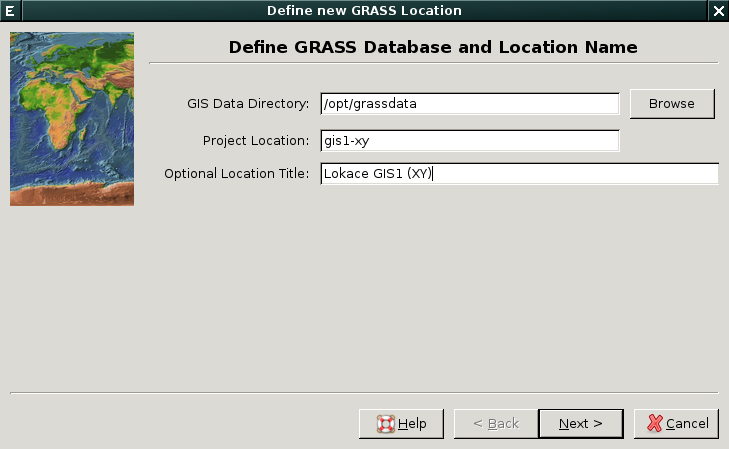 E Define new GRASS Location X
Define GRASS Database and Location Name
GIS Data Directory: /opt/grassdata Browse
Project Location: gis1-xy
Optional Location Title: Lokace GIS1 (XY)
Help < Back Next > Cancel